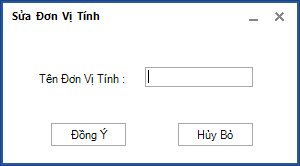 Sửa Đơn Vị Tính
Tên Đơn Vị Tính :
Đồng Ý Hủy Bỏ